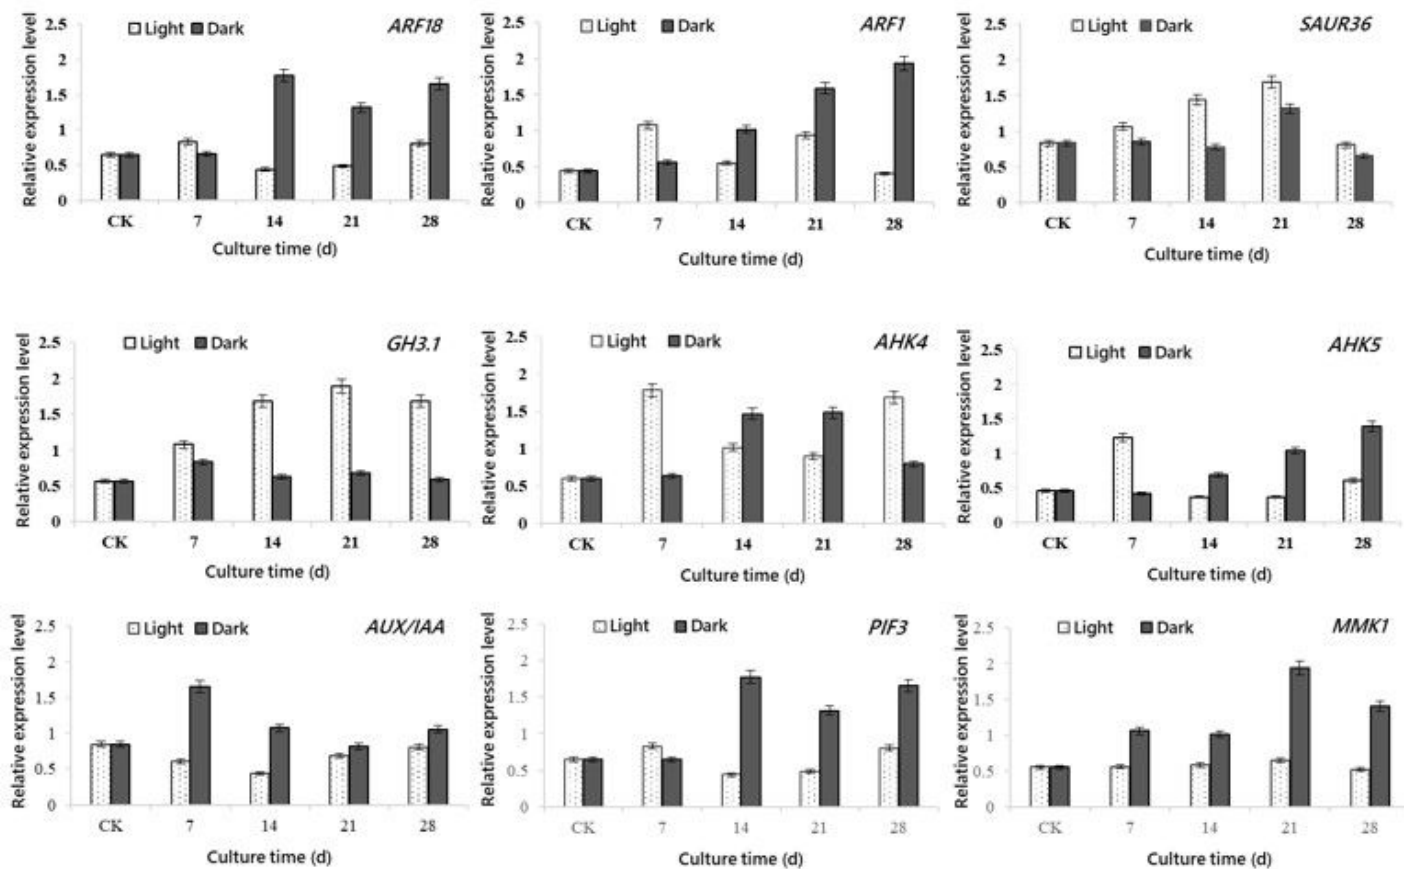 Light Dark ARF18
Relative expression level
2.5
2
1.5
1
0.5
0
CK 7 14 21 28
Culture time (d)
Light Dark ARF1
Relative expression level
2.5
2
1.5
1
0.5
0
CK 7 14 21 28
Culture time (d)
Light Dark SAUR36
Relative expression level
2.5
2
1.5
1
0.5
0
CK 7 14 21 28
Culture time (d)
Light Dark GH3.1
Relative expression level
2.5
2
1.5
1
0.5
0
CK 7 14 21 28
Culture time (d)
Light Dark AHK4
Relative expression level
2.5
2
1.5
1
0.5
0
CK 7 14 21 28
Culture time (d)
Light Dark AHK5
Relative expression level
2.5
2
1.5
1
0.5
0
CK 7 14 21 28
Culture time (d)
Light Dark AUX/IAA
Relative expression level
2.5
2
1.5
1
0.5
0
CK 7 14 21 28
Culture time (d)
Light Dark PIF3
Relative expression level
2.5
2
1.5
1
0.5
0
CK 7 14 21 28
Culture time (d)
Light Dark MMK1
Relative expression level
2.5
2
1.5
1
0.5
0
CK 7 14 21 28
Culture time (d)